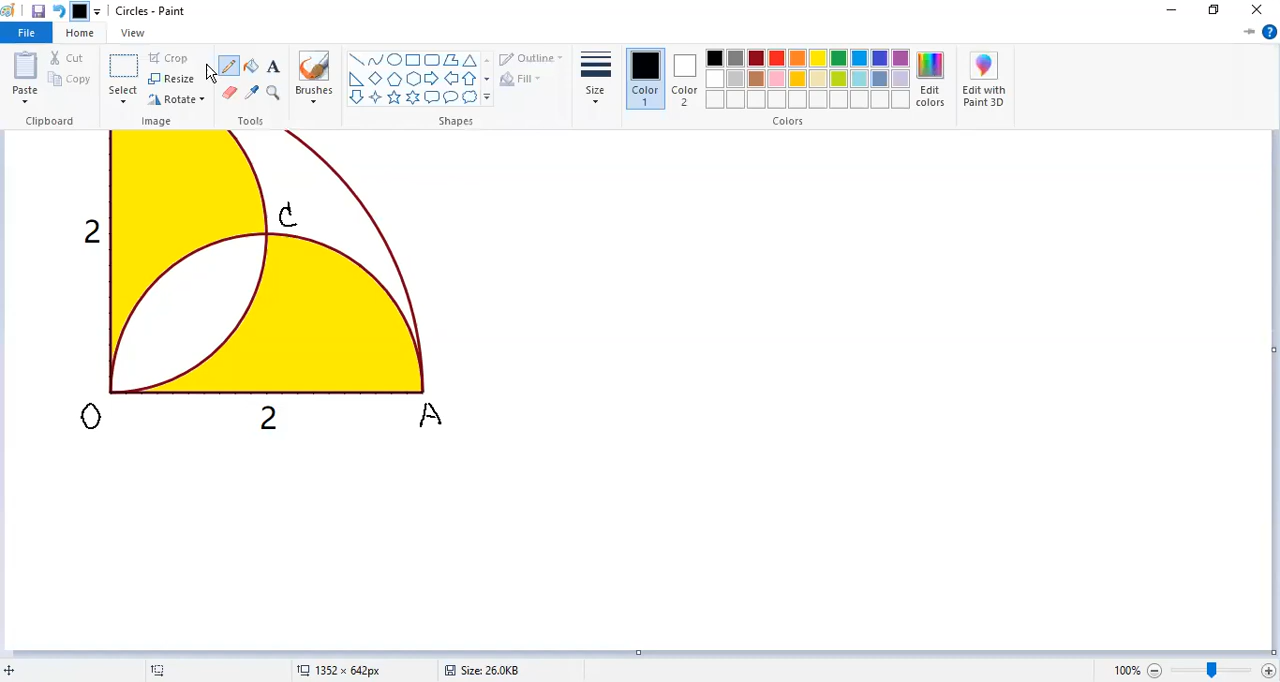 Circles - Paint
File Home View
Paste Cut Copy Clipboard
Select Crop Resize Rotate Image
A Tools
Brushes
Outline Fill Shapes
Size
Color 1 Color 2 Edit colors Colors
Edit with Paint 3D
C
2
O 2 A
1352 × 642px Size: 26.0KB 100%